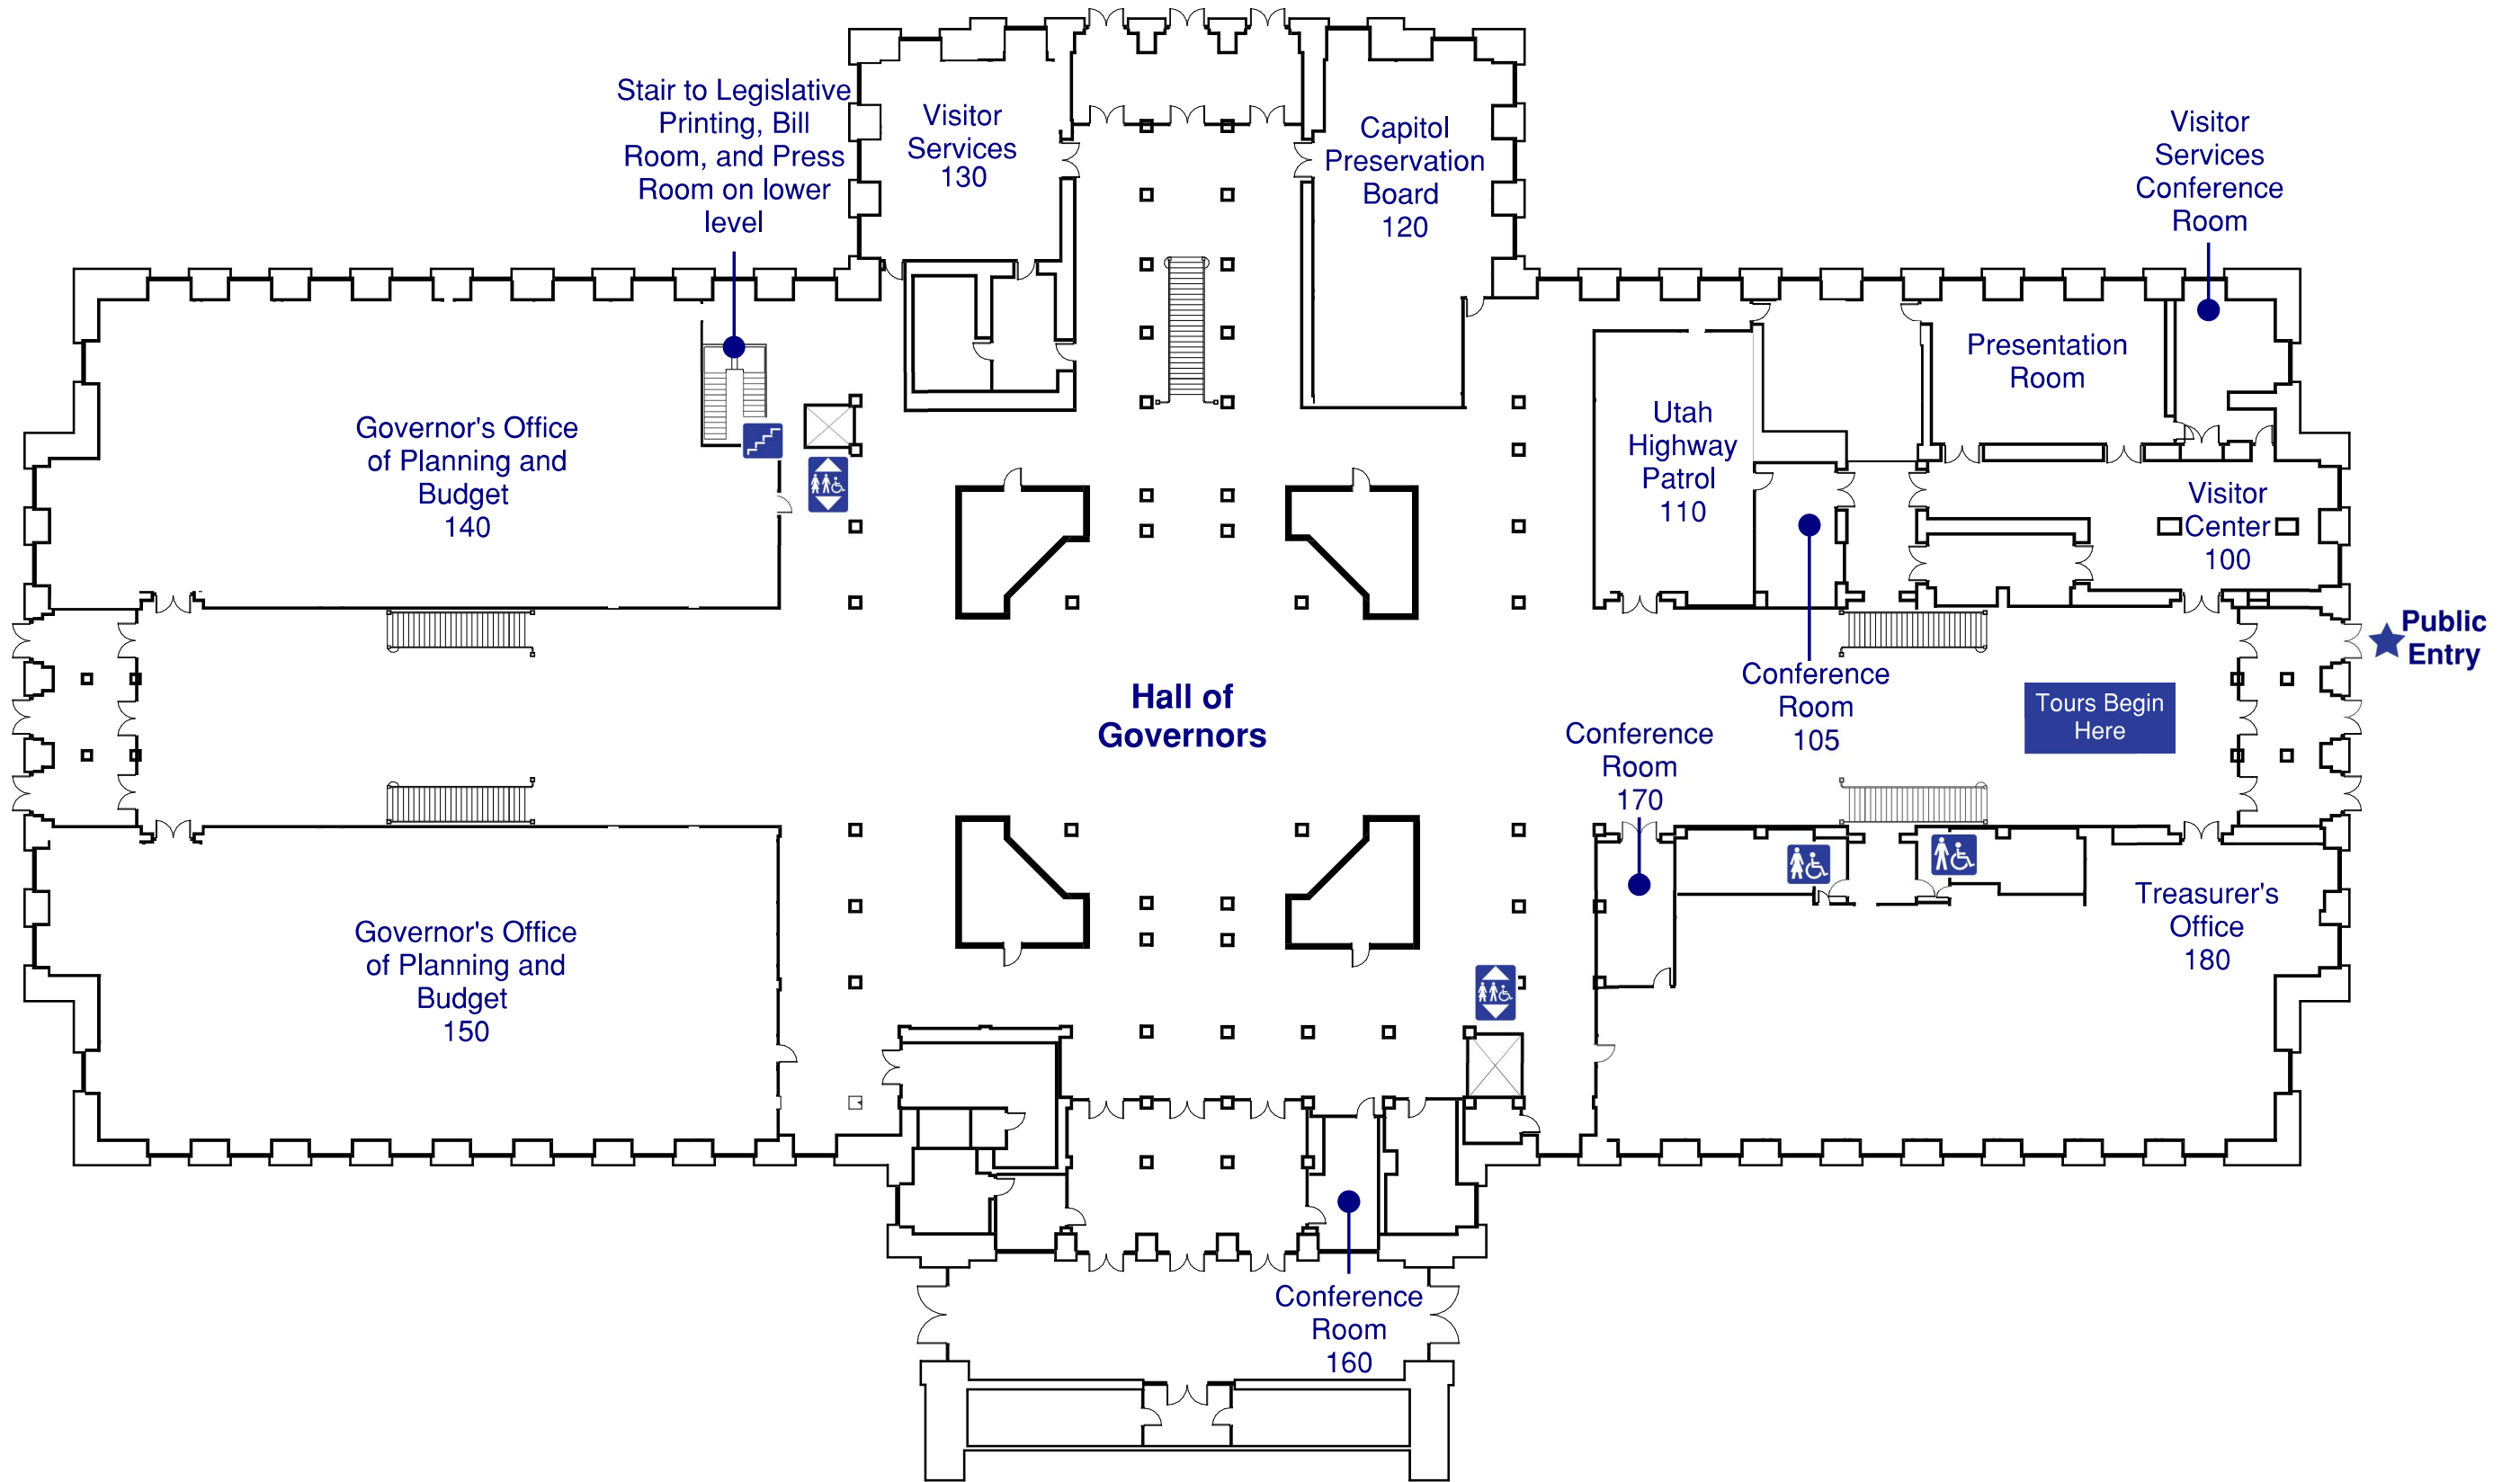 Stair to Legislative
Printing, Bill
Room, and Press
Room on lower
level
Visitor
Services
130
Capitol
Preservation
Board
120
Visitor
Services
Conference
Room
Governor's Office
of Planning and
Budget
140
Utah
Highway
Patrol
110
Presentation
Room
Visitor
Center
100
Public
Entry
Hall of
Governors
Conference
Room
105
Tours Begin
Here
Conference
Room
170
Governor's Office
of Planning and
Budget
150
Treasurer's
Office
180
Conference
Room
160